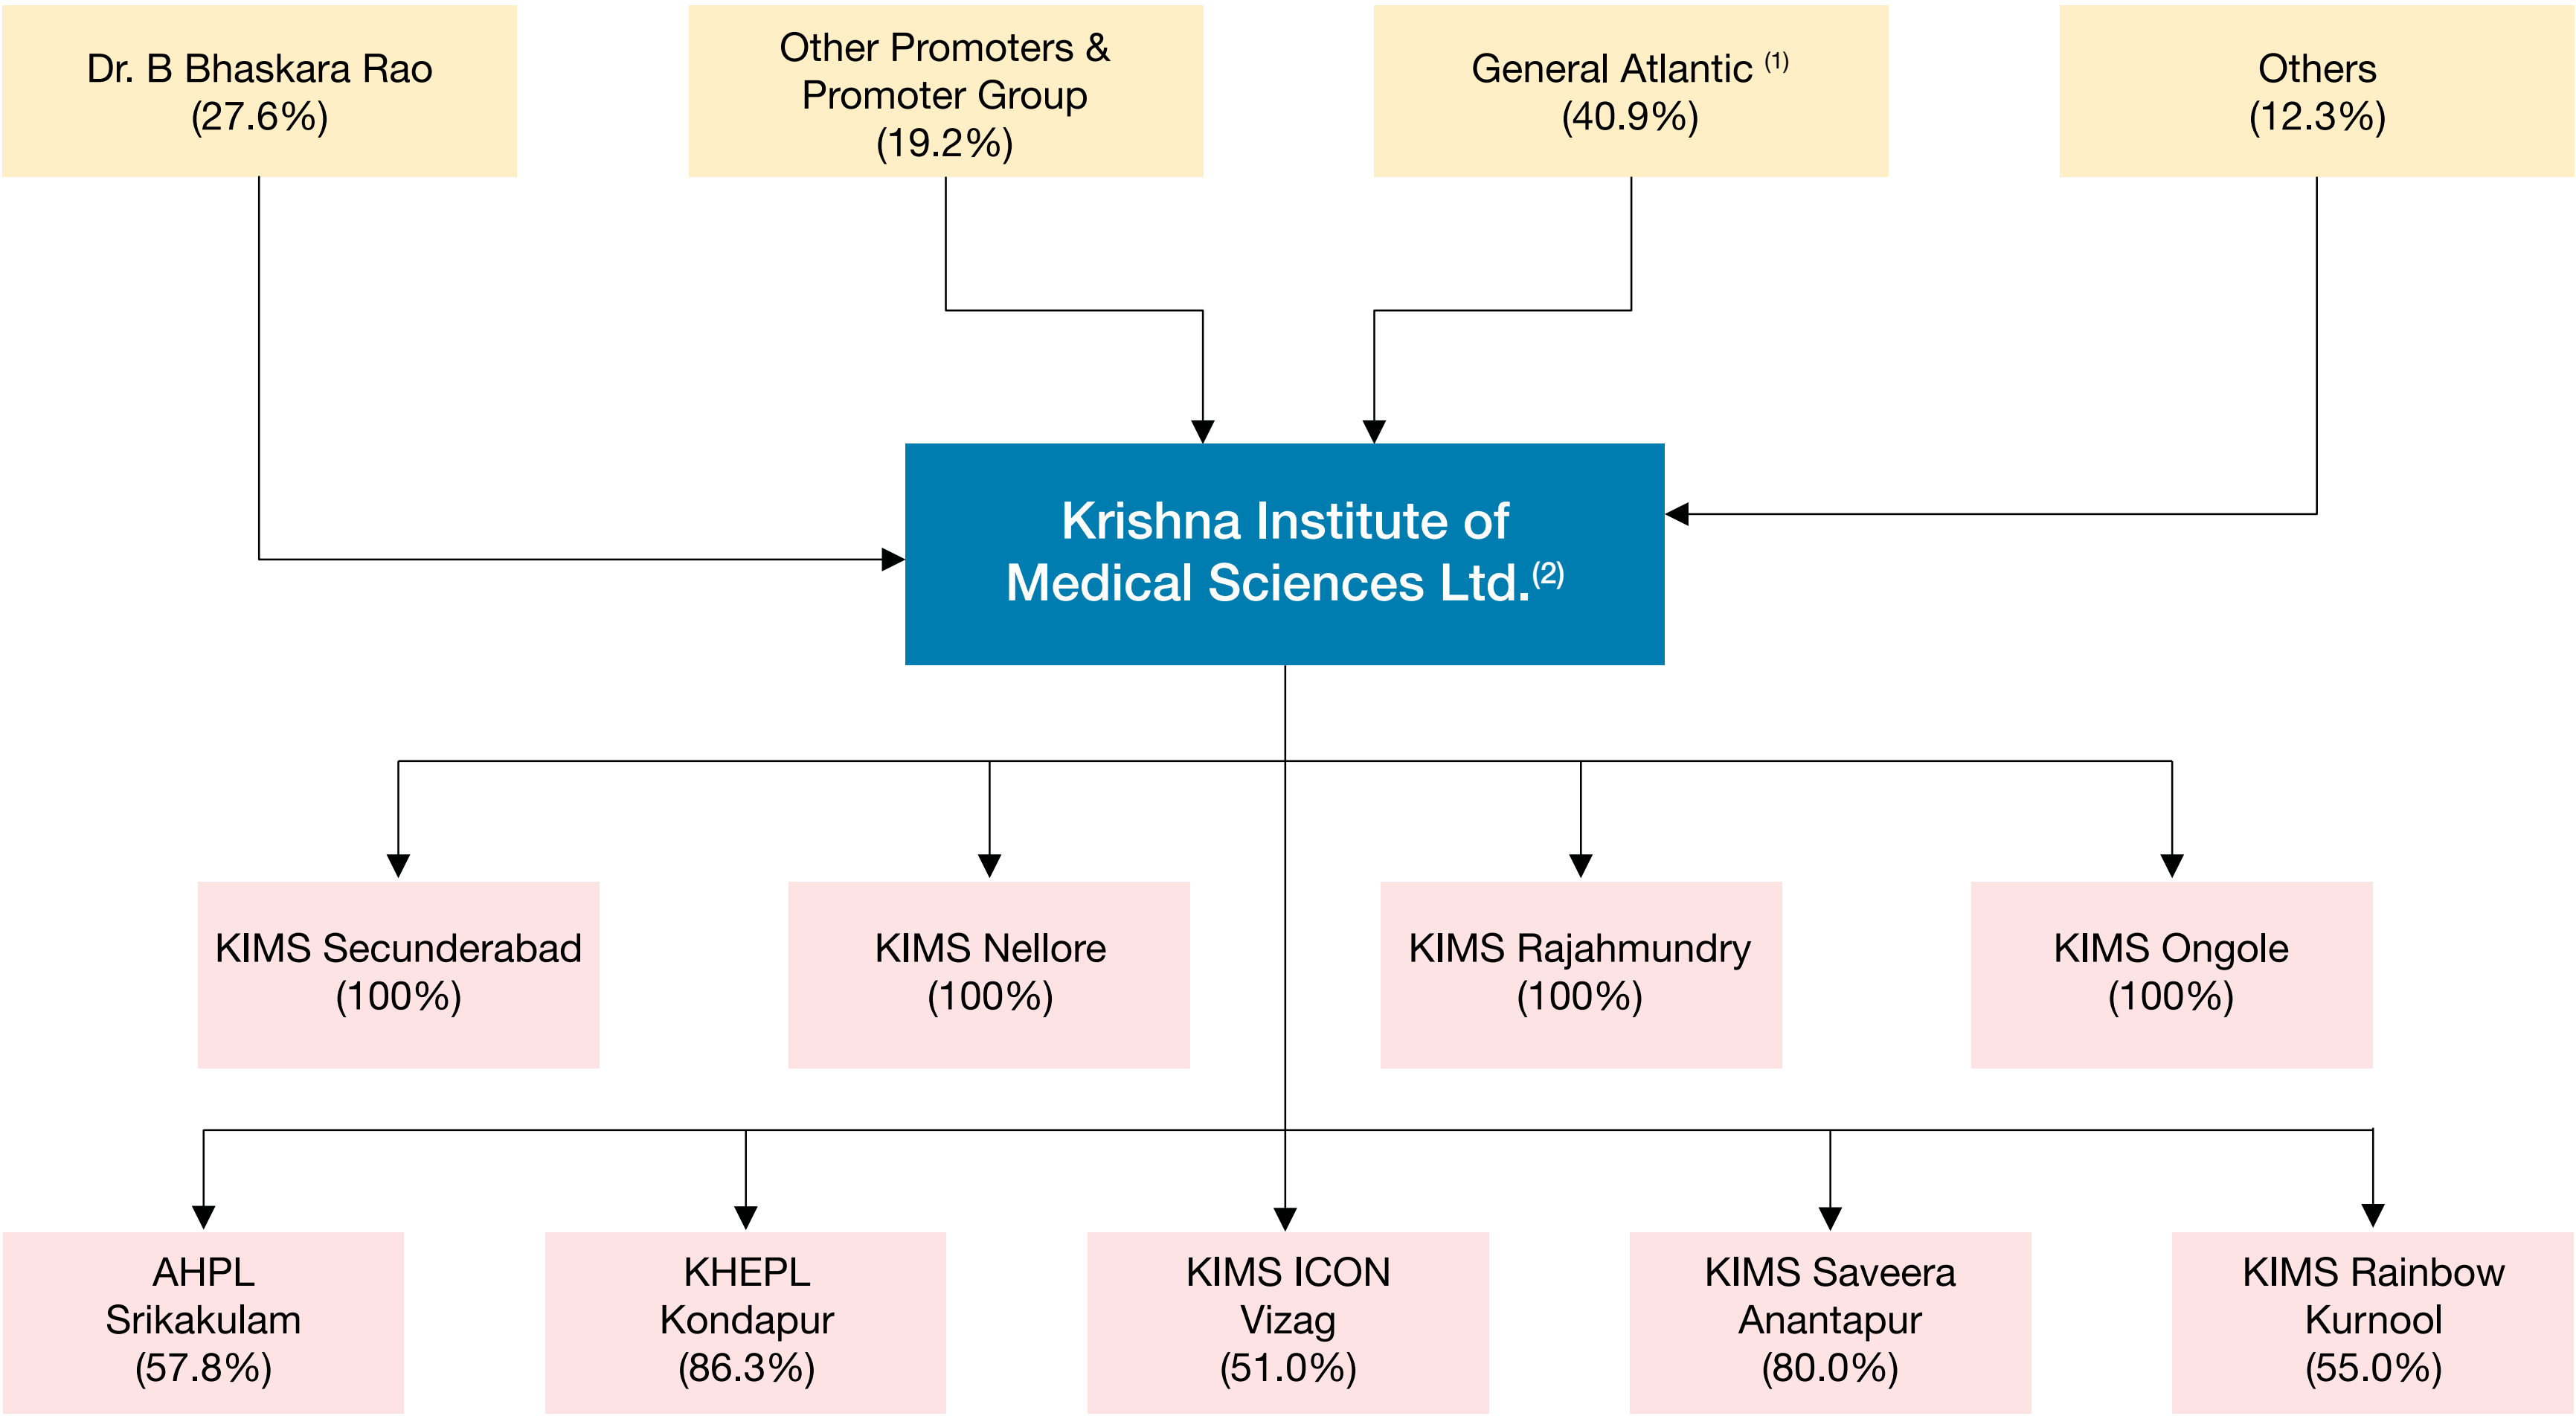 Dr. B Bhaskara Rao
(27.6%)
Other Promoters &
Promoter Group
(19.2%)
General Atlantic (1)
(40.9%)
Others
(12.3%)
Krishna Institute of
Medical Sciences Ltd.(2)
KIMS Secunderabad
(100%)
KIMS Nellore
(100%)
KIMS Rajahmundry
(100%)
KIMS Ongole
(100%)
AHPL
Srikakulam
(57.8%)
KHEPL
Kondapur
(86.3%)
KIMS ICON
Vizag
(51.0%)
KIMS Saveera
Anantapur
(80.0%)
KIMS Rainbow
Kurnool
(55.0%)